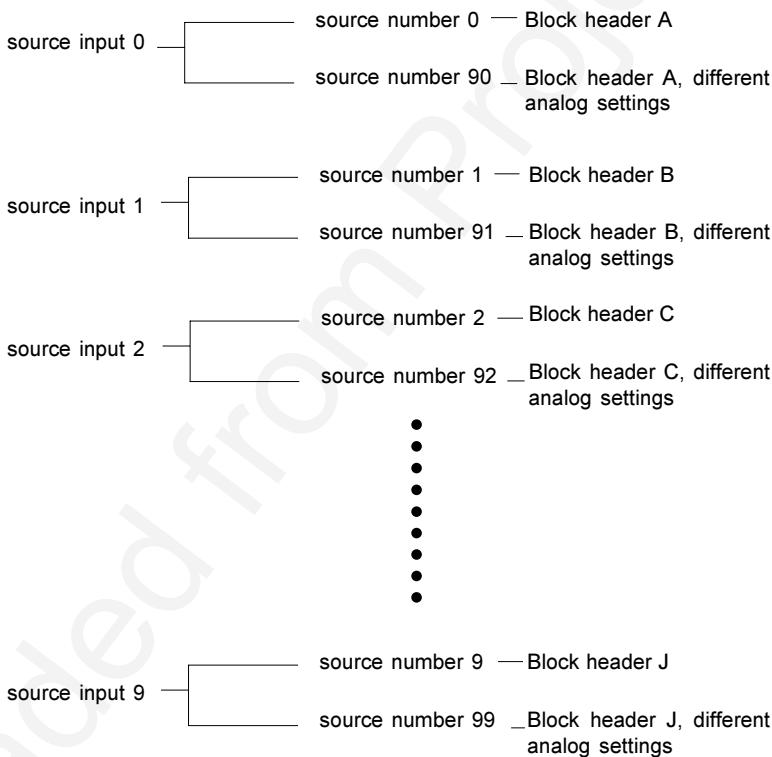 source input 0
source number 0
Block header A
source number 90
Block header A, different
analog settings
source input 1
source number 1
Block header B
source number 91
Block header B, different
analog settings
source input 2
source number 2
Block header C
source number 92
Block header C, different
analog settings
source input 9
source number 9
Block header J
source number 99
Block header J, different
analog settings
aded from Proj